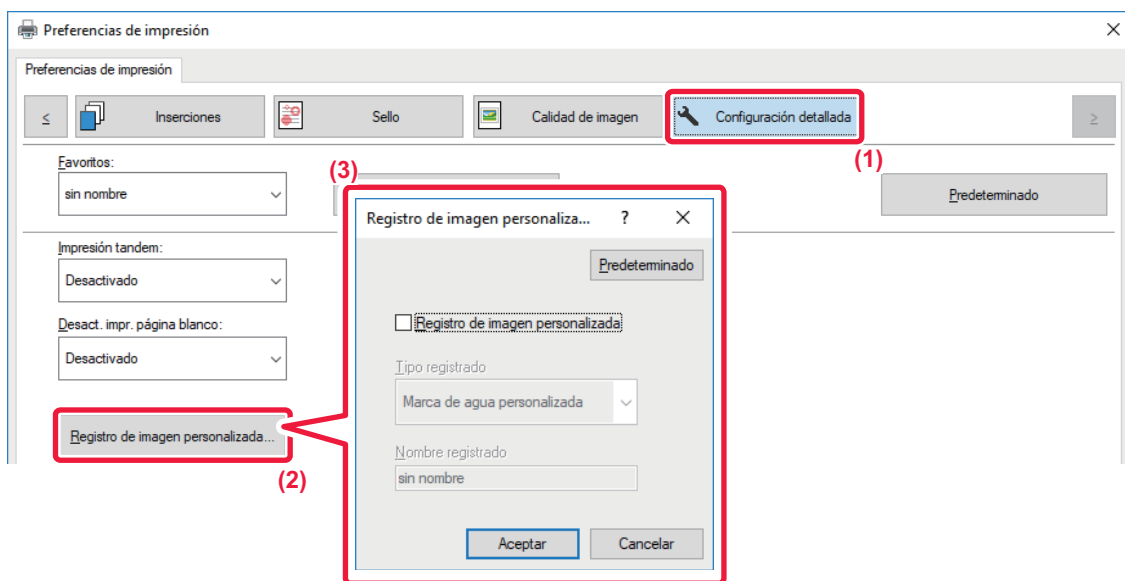 Preferencias de impresión
Preferencias de impresión
<
Inserciones
Sello
Calidad de imagen
Configuración detallada
>
(1)
Favoritos:
sin nombre
(3)
Predeterminado
Registro de imagen personaliza...
?
Predeterminado
Impresión tandem:
Desactivado
Desact. impr. página blanco:
Desactivado
Registro de imagen personalizada
Tipo registrado
Marca de agua personalizada
Registro de imagen personalizada...
(2)
Nombre registrado
sin nombre
Aceptar
Cancelar